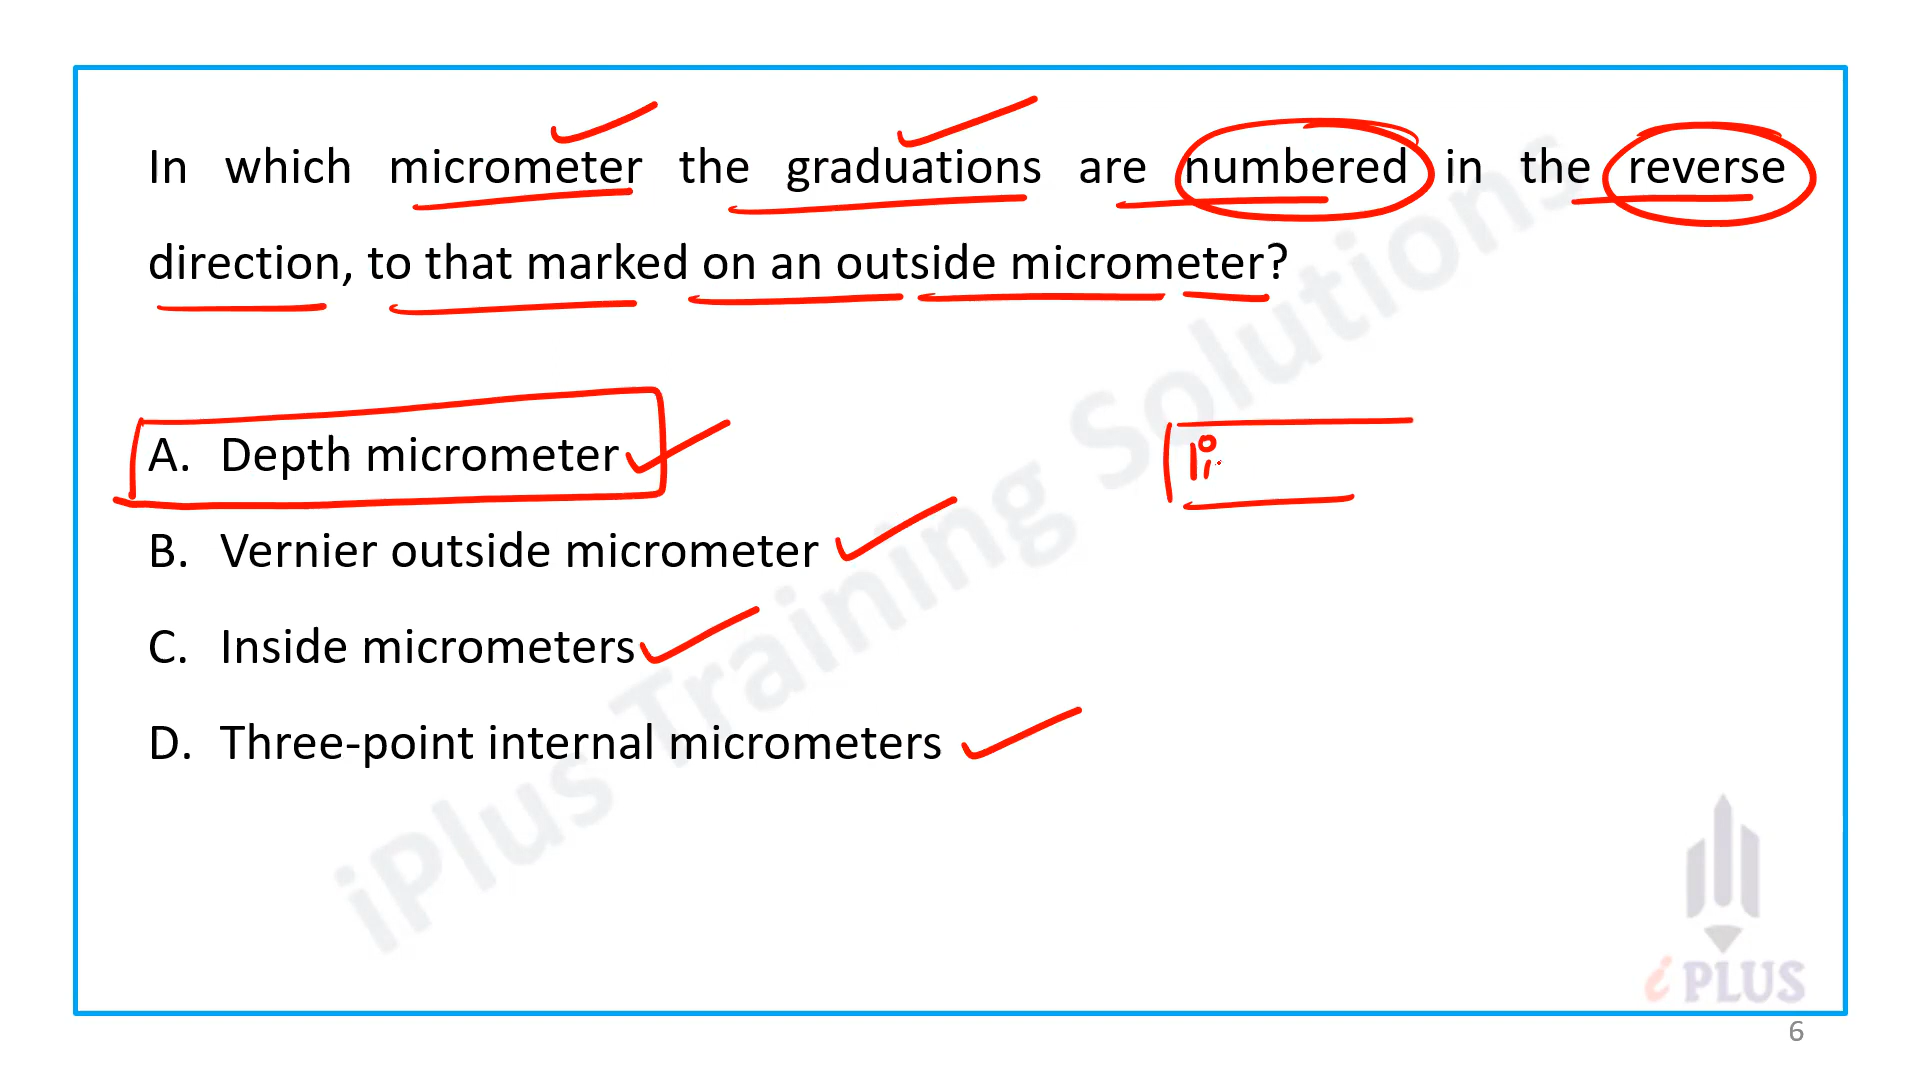 In which micrometer the graduations are numbered in the reverse
direction, to that marked on an outside micrometer?
A. Depth micrometer
B. Vernier outside micrometer
C. Inside micrometers
D. Three-point internal micrometers
iPlus Training Solutions
i PLUS
6